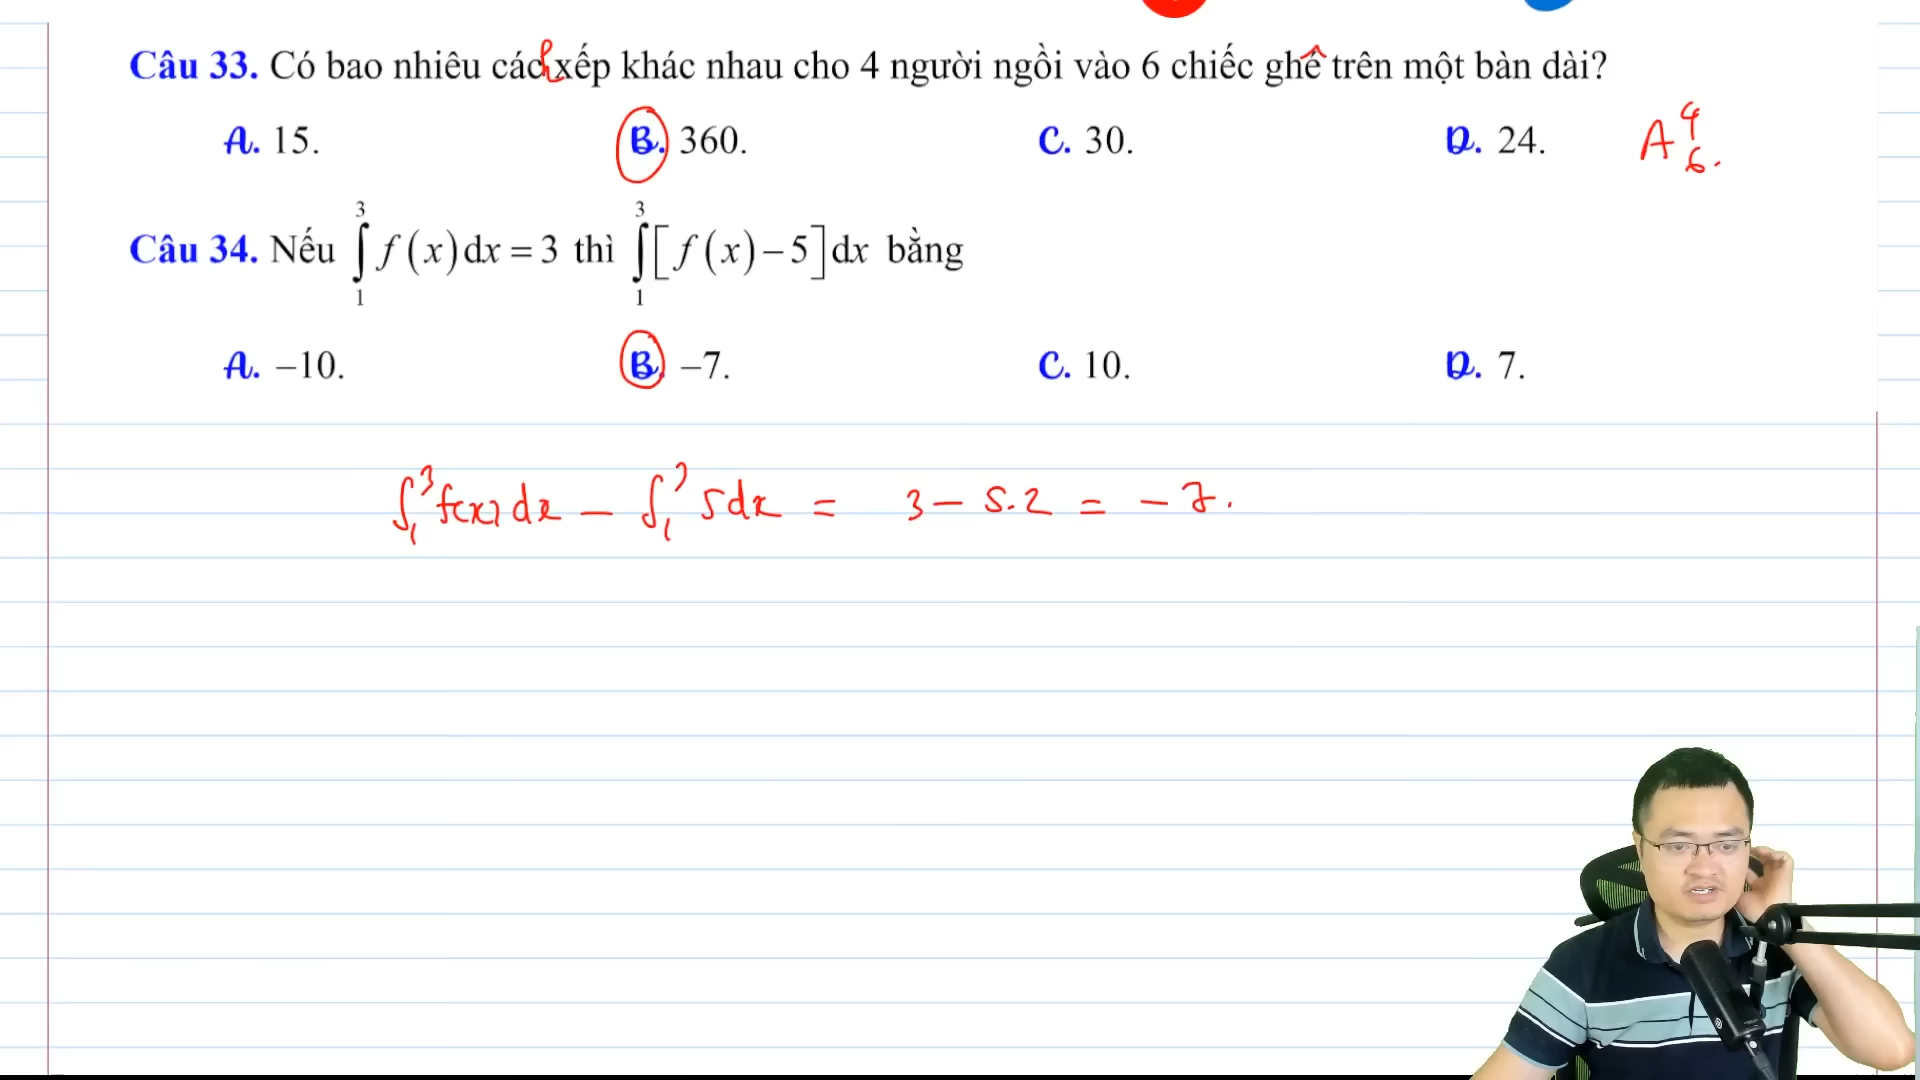 Câu 33. Có bao nhiêu cách xếp khác nhau cho 4 người ngồi vào 6 chiếc ghế trên một bàn dài?
A. 15. B. 360. C. 30. D. 24. A⁴₆.
Câu 34. Nếu ∫₁³ f(x)dx = 3 thì ∫₁³ [f(x) – 5]dx bằng
A. –10. B. –7. C. 10. D. 7.
∫₁³ f(x)dx – ∫₁³ 5dx = 3 – 5.2 = –7.